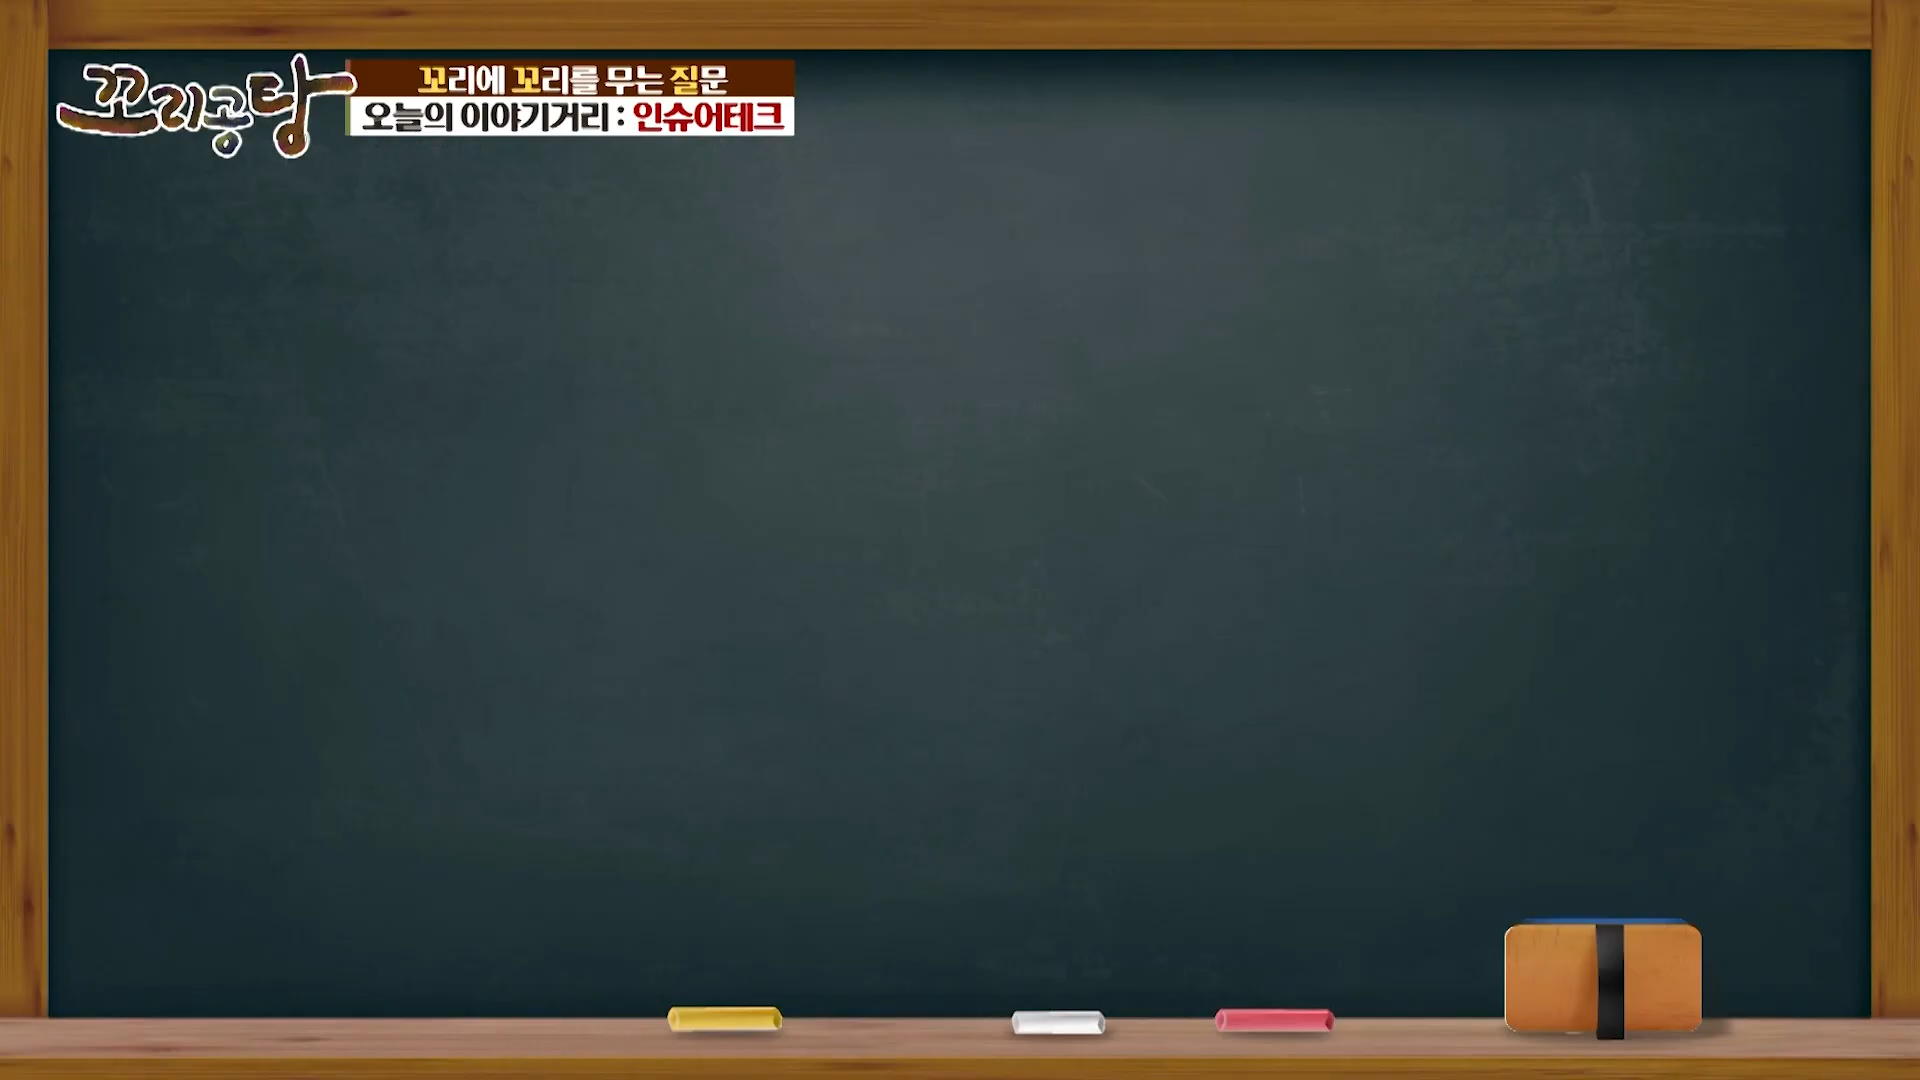 꼬리곰탕
꼬리에 꼬리를 무는 질문
오늘의 이야기거리 : 인슈어테크